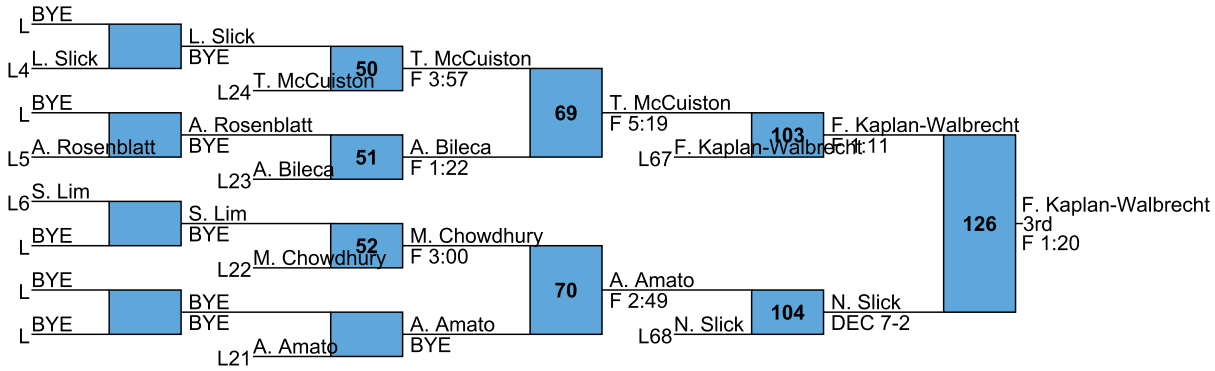 BYE
L
L. Slick
L4
L. Slick
BYE
50
T. McCuiston
L24
T. McCuiston
F 3:57
BYE
L
A. Rosenblatt
L5
A. Rosenblatt
BYE
51
A. Bileca
L23
A. Bileca
F 1:22
69
T. McCuiston
F 5:19
103
F. Kaplan-Walbrecht
L67
F. Kaplan-Walbrecht
F 1:11
S. Lim
L6
BYE
L
S. Lim
BYE
52
M. Chowdhury
L22
M. Chowdhury
F 3:00
BYE
L
BYE
L
BYE
BYE
A. Amato
L21
A. Amato
BYE
70
A. Amato
F 2:49
104
N. Slick
L68
N. Slick
DEC 7-2
126
F. Kaplan-Walbrecht
3rd
F 1:20